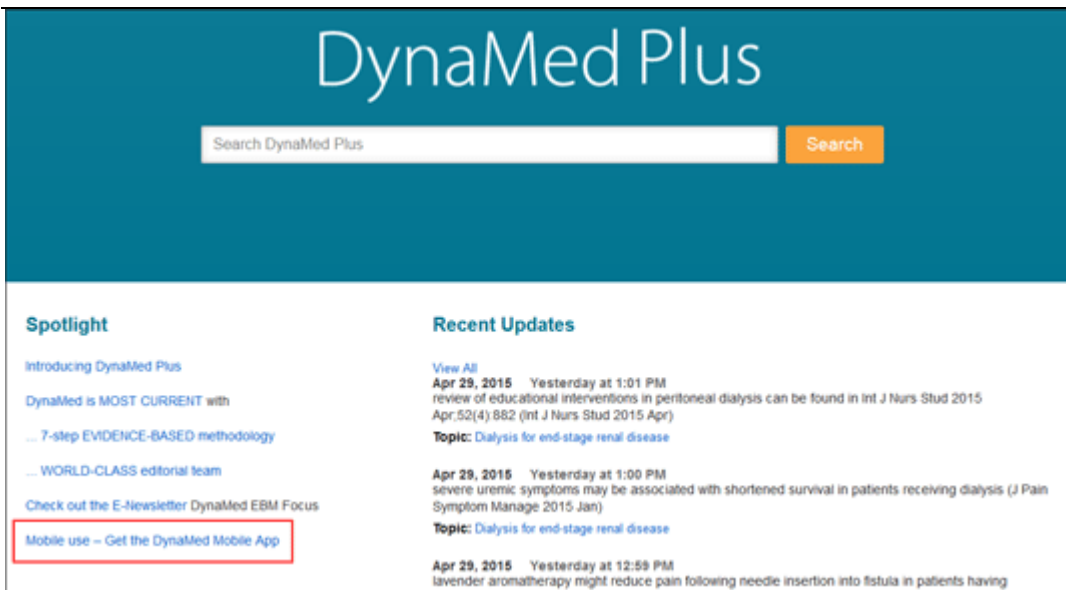 DynaMed Plus
Search DynaMed Plus
Search
Spotlight
Introducing DynaMed Plus
DynaMed is MOST CURRENT with
... 7-step EVIDENCE-BASED methodology
... WORLD-CLASS editorial team
Check out the E-Newsletter DynaMed EBM Focus
Mobile use – Get the DynaMed Mobile App
Recent Updates
View All
Apr 29, 2015 Yesterday at 1:01 PM
review of educational interventions in peritoneal dialysis can be found in Int J Nurs Stud 2015
Apr;52(4):882 (Int J Nurs Stud 2015 Apr)
Topic: Dialysis for end-stage renal disease
Apr 29, 2015 Yesterday at 1:00 PM
severe uremic symptoms may be associated with shortened survival in patients receiving dialysis (J Pain
Symptom Manage 2015 Jan)
Topic: Dialysis for end-stage renal disease
Apr 29, 2015 Yesterday at 12:59 PM
lavender aromatherapy might reduce pain following needle insertion into fistula in patients having